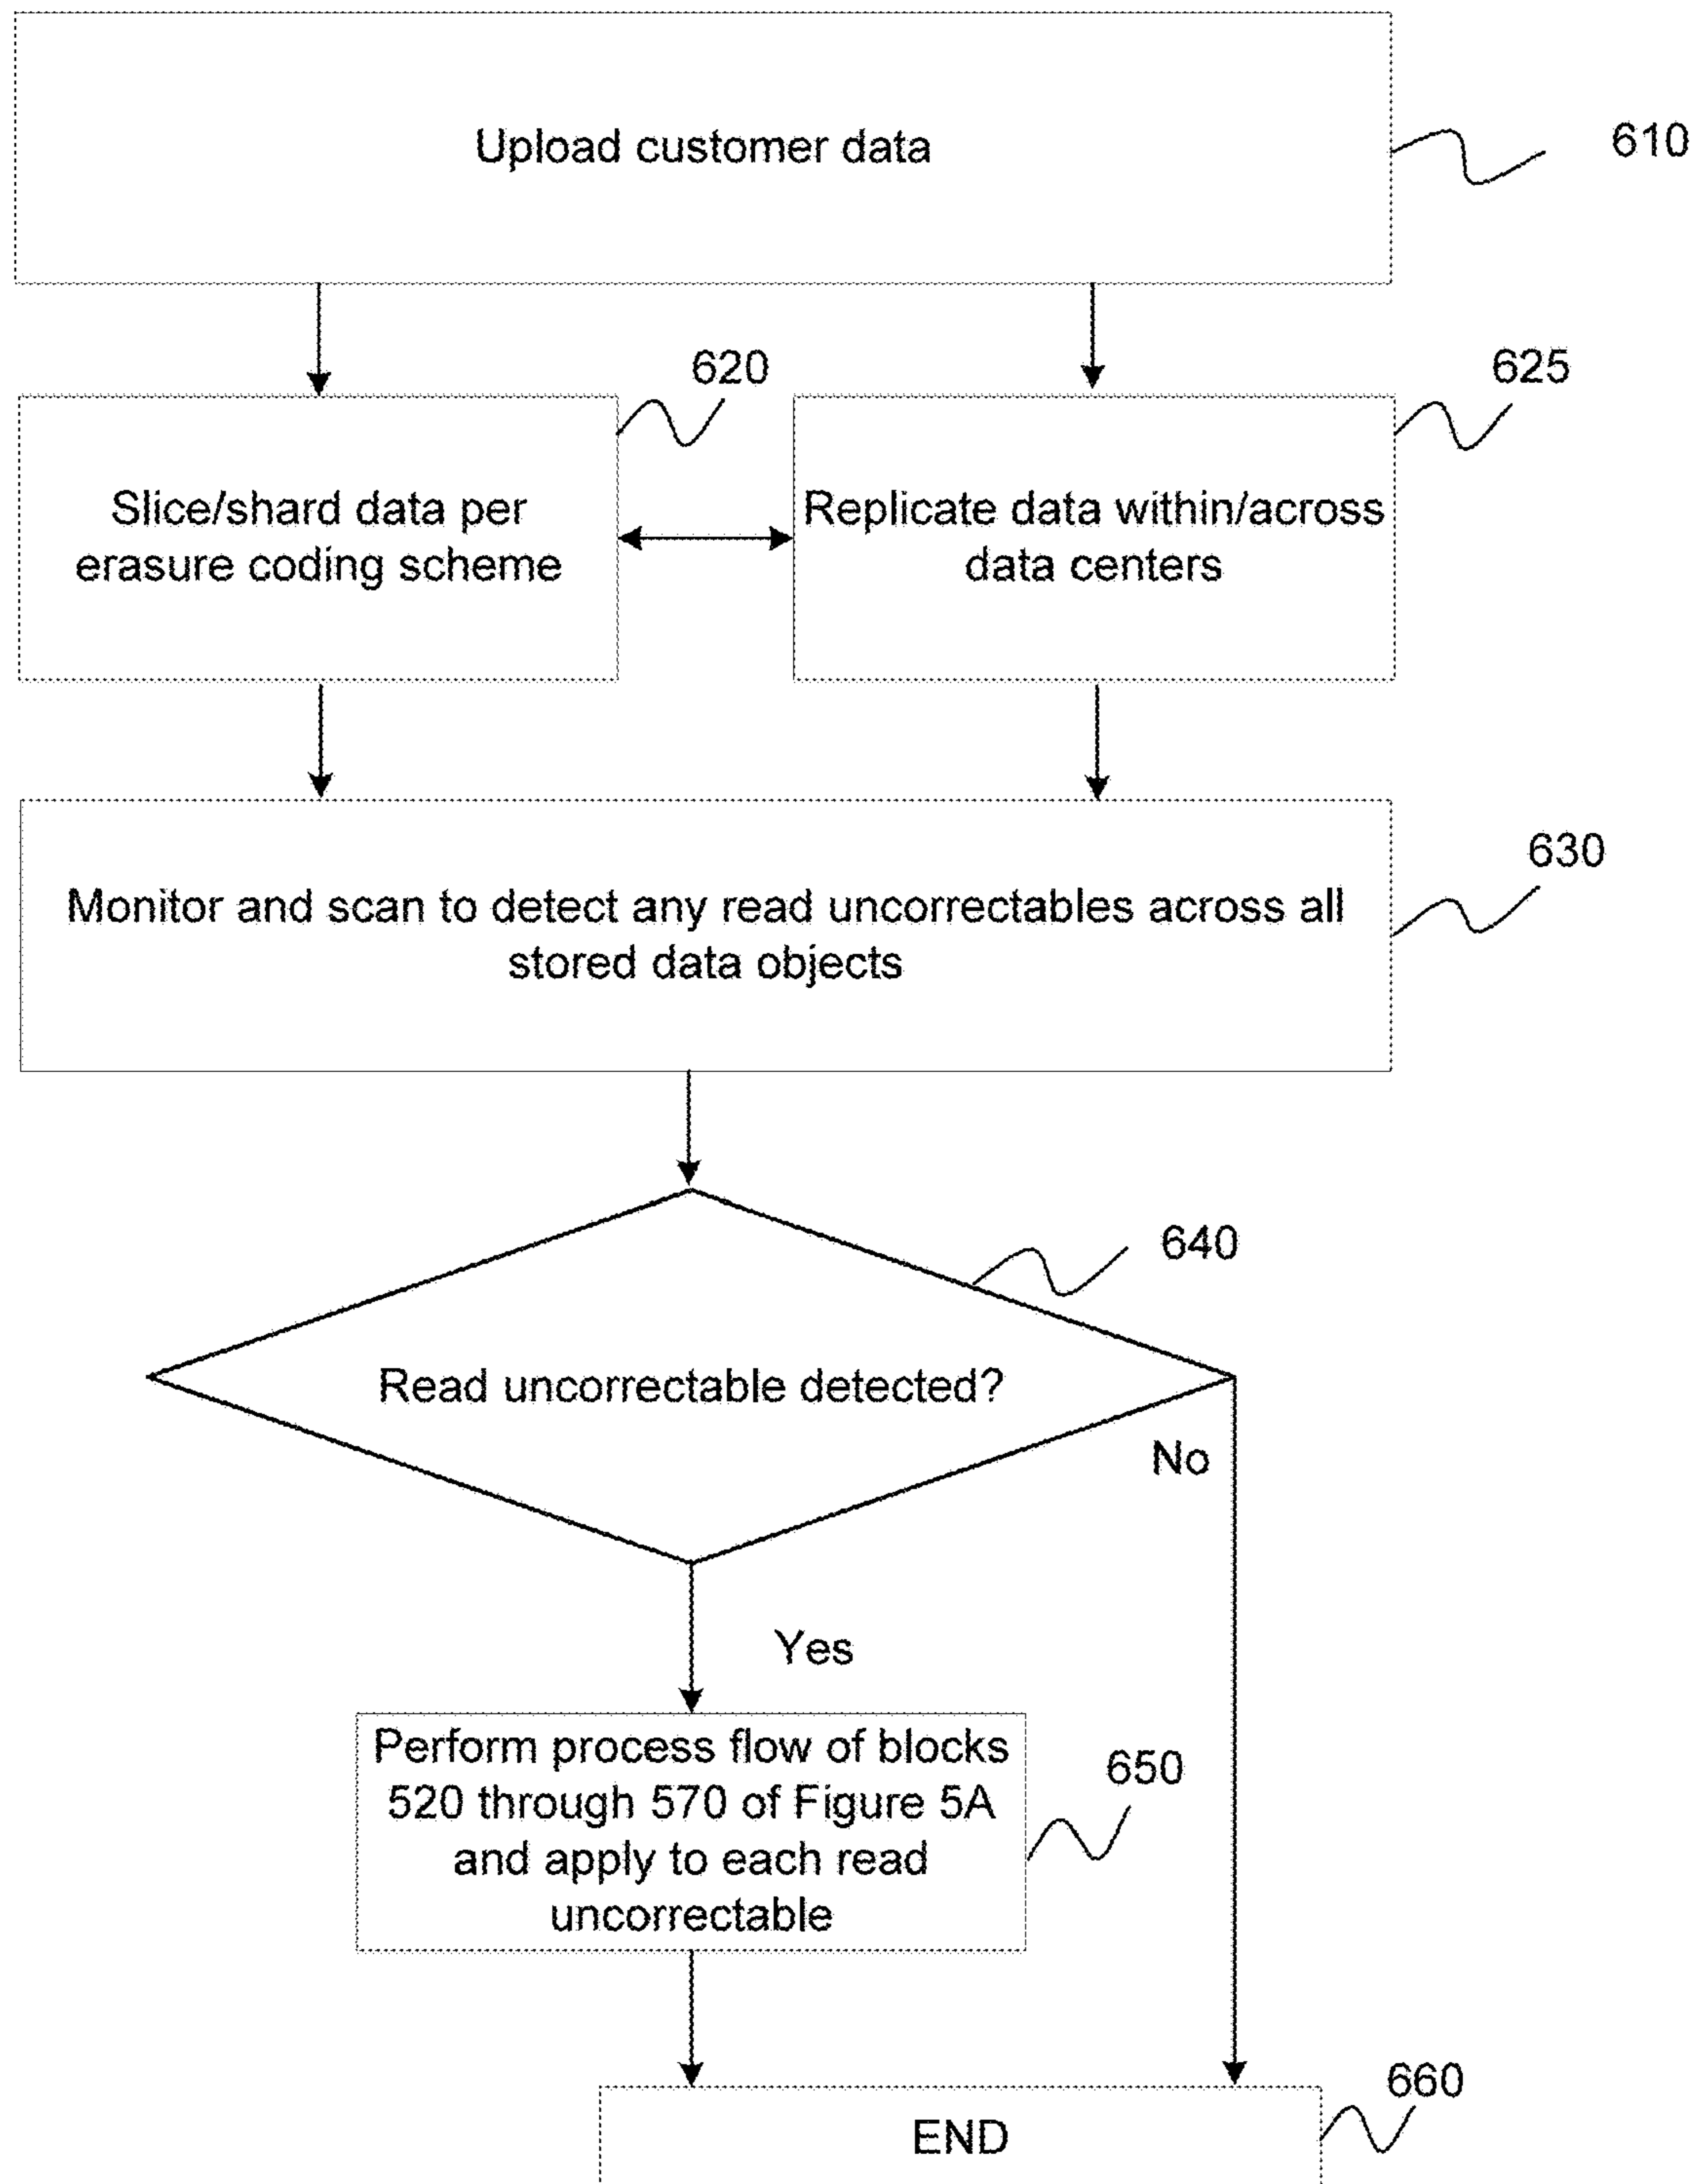 Upload customer data
610
620
625
Slice/shard data per
erasure coding scheme
Replicate data within/across
data centers
630
Monitor and scan to detect any read uncorrectables across all
stored data objects
640
Read uncorrectable detected?
No
Yes
Perform process flow of blocks
520 through 570 of Figure 5A
and apply to each read
uncorrectable
650
660
END